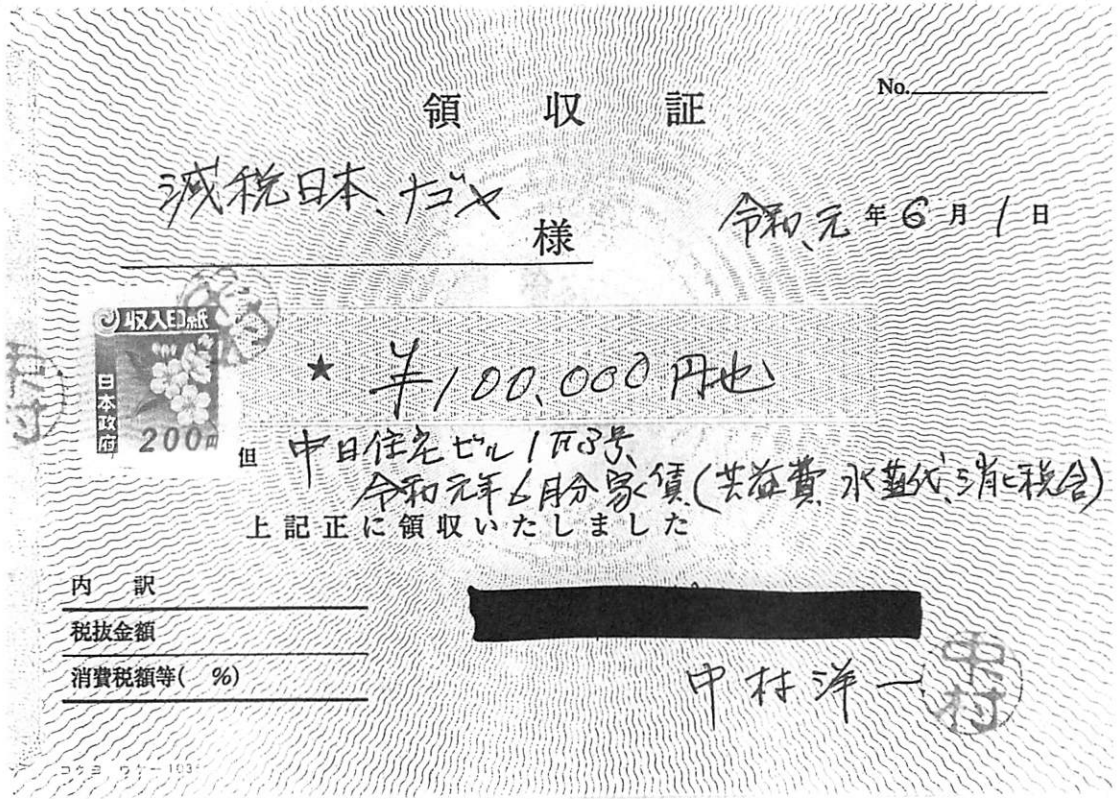 No.
領収証
減税日本、ナゴヤ
様
令和、元年6月1日
収入印紙
日本政府
200円
★ ¥100,000円也
但 中日住宅ビル1F3号、
令和元年6月分家賃(共益費、水道代、消ヒ税含)
上記正に領収いたしました
内 訳
税抜金額
消費税額等( %)
中村洋一
中村
中村